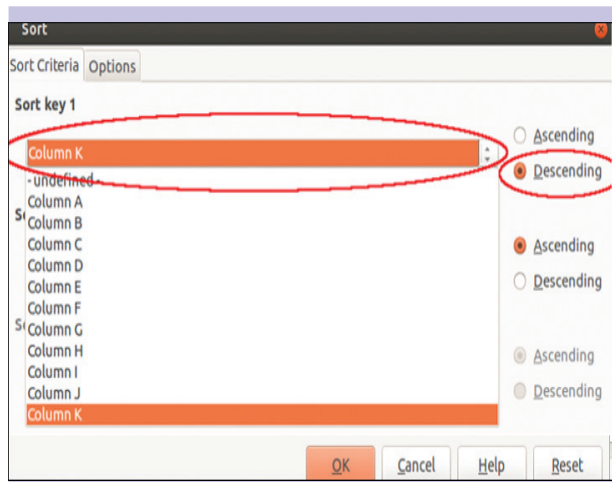 Sort
Sort Criteria Options
Sort key 1
Ascending
Column K
Descending
- undefined -
Column A
Column B
Column C
Ascending
Column D
Column E
Descending
Column F
Column G
Column H
Ascending
Column I
Column J
Descending
Column K
OK Cancel Help Reset